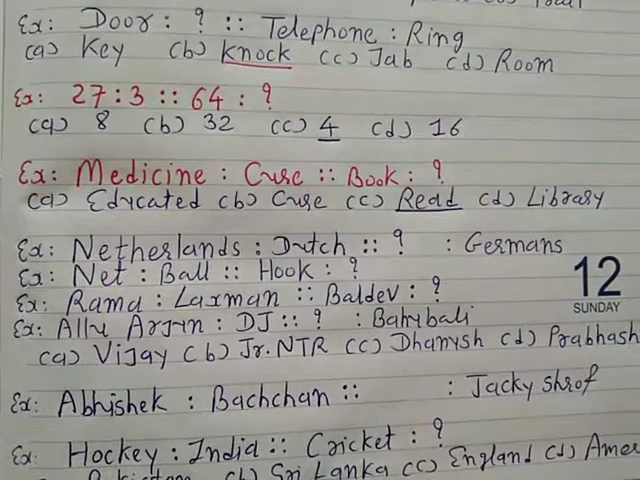 Ex: Door : ? :: Telephone : Ring
(a) Key (b) Knock (c) Jab (d) Room
Ex: 27 : 3 :: 64 : ?
(a) 8 (b) 32 (c) 4 (d) 16
Ex: Medicine : Cure :: Book : ?
(a) Educated (b) Cure (c) Read (d) Library
Ex: Netherlands : Dutch :: ? : Germans
Ex: Net : Ball :: Hook : ?
12
SUNDAY
Ex: Rama : Laxman :: Baldev : ?
Ex: Allu Arjun : DJ :: ? : Bahubali
(a) Vijay (b) Jr. NTR (c) Dhanush (d) Prabhash
Ex: Abhishek : Bachchan :: : Jacky Shrof
Ex: Hockey : India :: Cricket : ?
(b) Sri Lanka (c) England (d) Amer